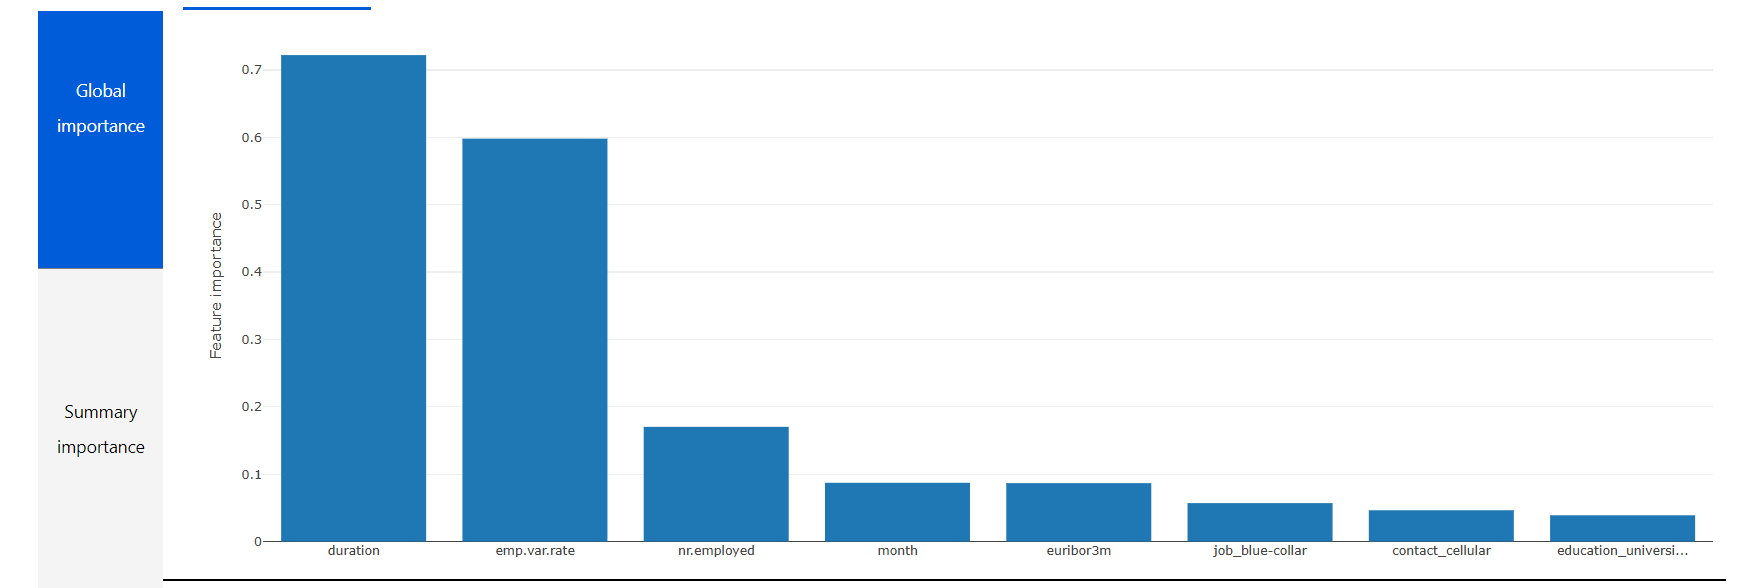 Global
importance
Summary
importance
Feature importance
0.7
0.6
0.5
0.4
0.3
0.2
0.1
0
duration emp.var.rate nr.employed month euribor3m job_blue-collar contact_cellular education_universi...